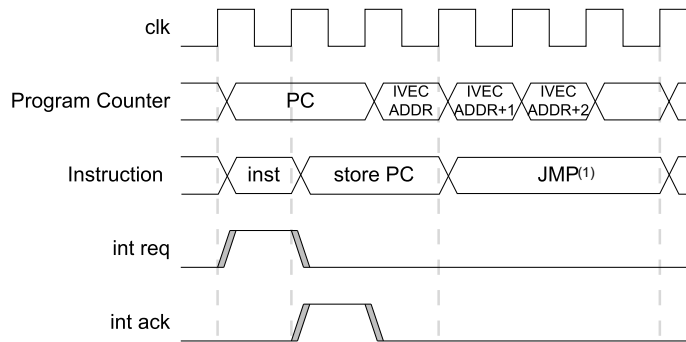 clk
Program Counter
PC
IVEC
ADDR
IVEC
ADDR+1
IVEC
ADDR+2
Instruction
inst
store PC
JMP(1)
int req
int ack